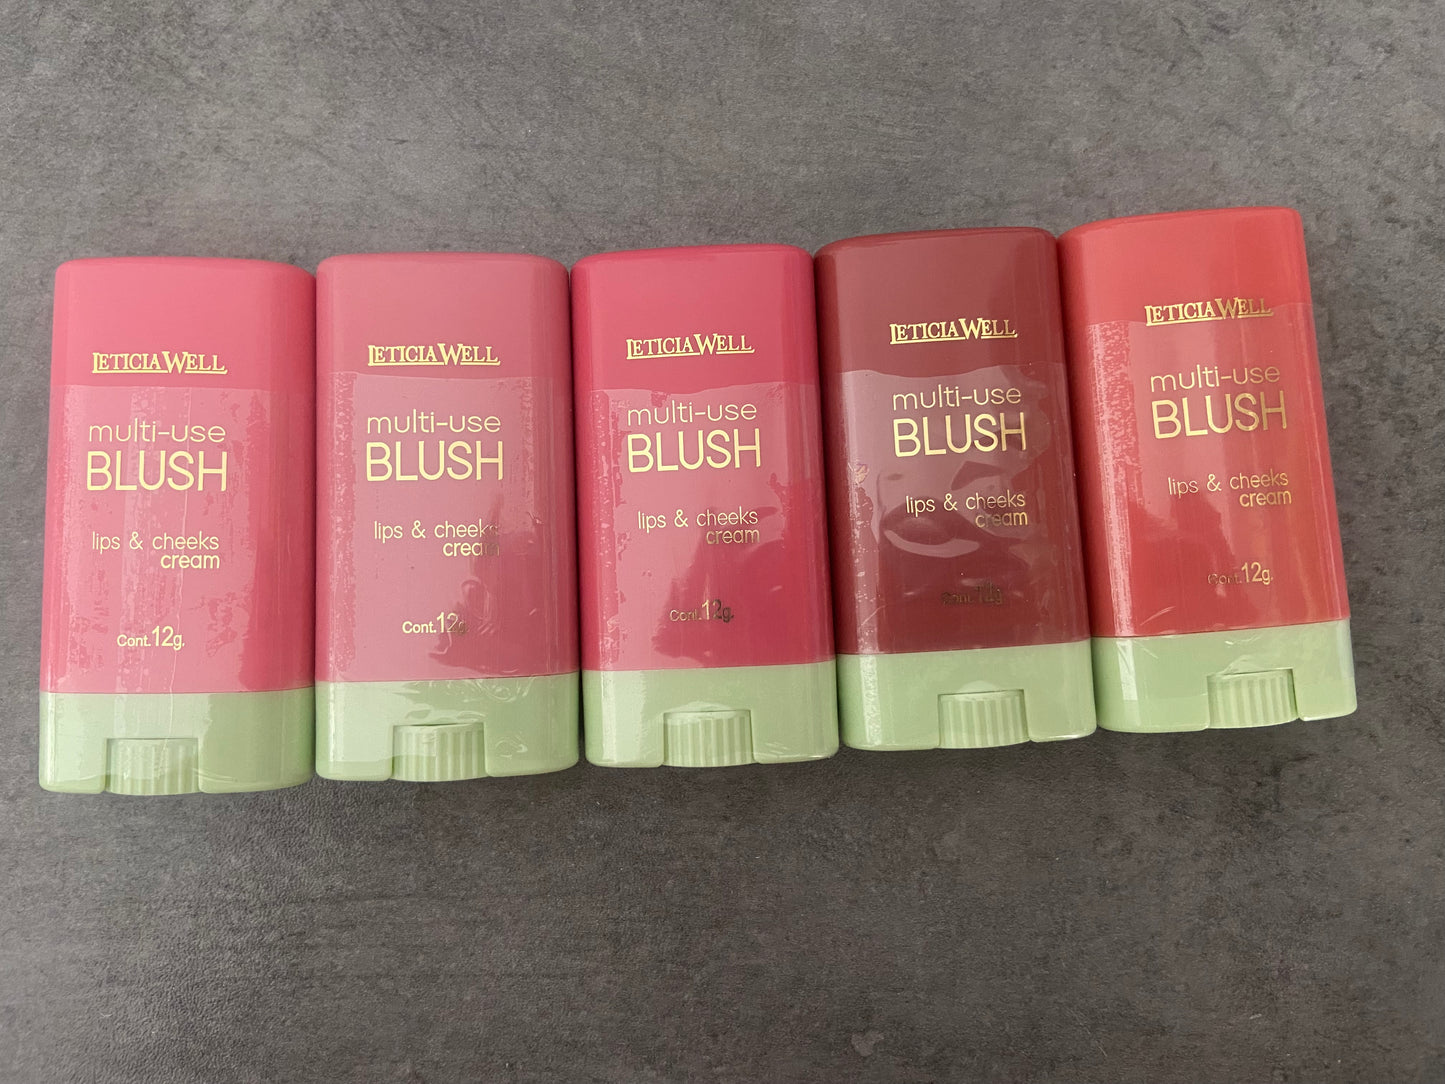 LETICIA WELL
multi-use
BLUSH
lips & cheeks
cream
Cont.12g.
LETICIA WELL
multi-use
BLUSH
lips & cheeks
cream
Cont.12g.
LETICIA WELL
multi-use
BLUSH
lips & cheeks
cream
Cont.12g.
LETICIA WELL
multi-use
BLUSH
lips & cheeks
cream
Cont.12g.
LETICIA WELL
multi-use
BLUSH
lips & cheeks
cream
Cont.12g.